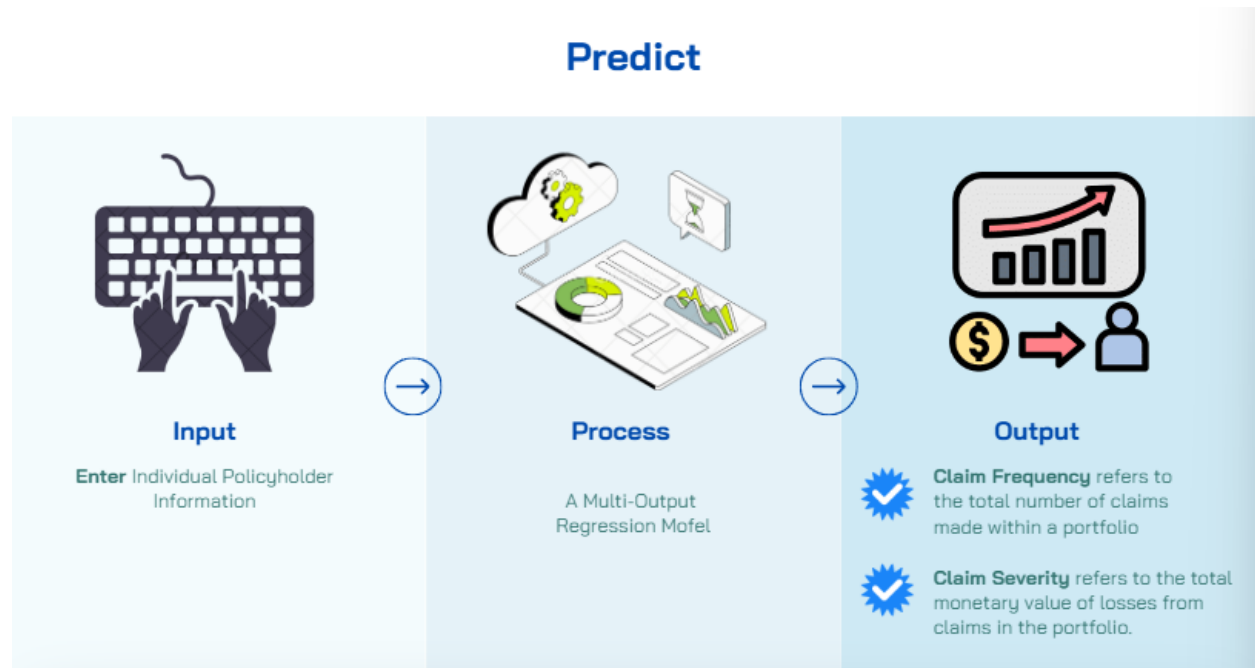 Predict
Input
Enter Individual Policyholder
Information
Process
A Multi-Output
Regression Mofel
Output
Claim Frequency refers to
the total number of claims
made within a portfolio
Claim Severity refers to the total
monetary value of losses from
claims in the portfolio.